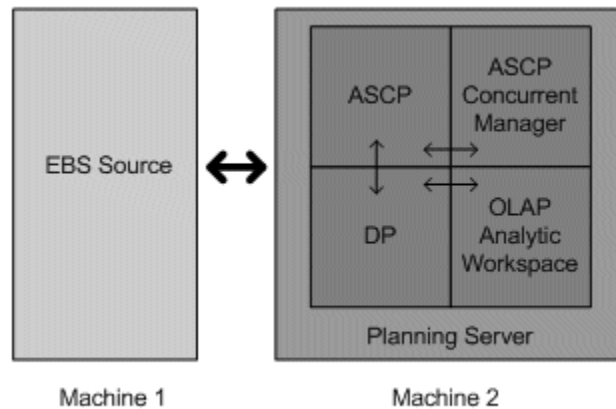 EBS Source
ASCP
ASCP
Concurrent
Manager
DP
OLAP
Analytic
Workspace
Planning Server
Machine 1
Machine 2